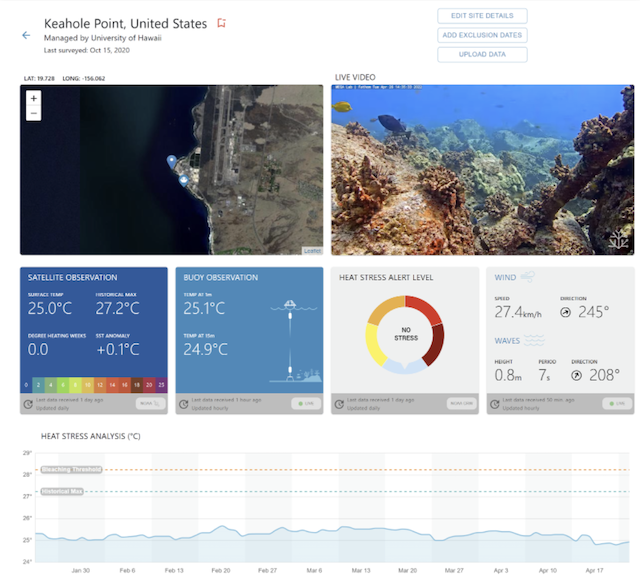 Keahole Point, United States
Managed by University of Hawaii
Last surveyed: Oct 15, 2020
EDIT SITE DETAILS
ADD EXCLUSION DATES
UPLOAD DATA
LAT: 19.728 LONG: -156.062
LIVE VIDEO
+
−
Leaflet
SATELLITE OBSERVATION
SURFACE TEMP HISTORICAL MAX
25.0°C 27.2°C
DEGREE HEATING WEEKS SST ANOMALY
0.0 +0.1°C
0 2 4 6 8 10 12 14 16 18 20 25
Last data received 1 day ago
Updated daily
NOAA
BUOY OBSERVATION
TEMP AT 1m
25.1°C
TEMP AT 15m
24.9°C
Last data received 1 hour ago
Updated hourly
LIVE
HEAT STRESS ALERT LEVEL
NO
STRESS
Last data received 1 day ago
Updated daily
WIND
SPEED DIRECTION
27.4km/h 245°
WAVES
HEIGHT PERIOD DIRECTION
0.8m 7s 208°
Last data received 50 min. ago
Updated hourly
LIVE
HEAT STRESS ANALYSIS (°C)
29°
Bleaching Threshold
28°
Historical Max
27°
26°
25°
24°
Jan 30 Feb 6 Feb 13 Feb 20 Feb 27 Mar 6 Mar 13 Mar 20 Mar 27 Apr 3 Apr 10 Apr 17